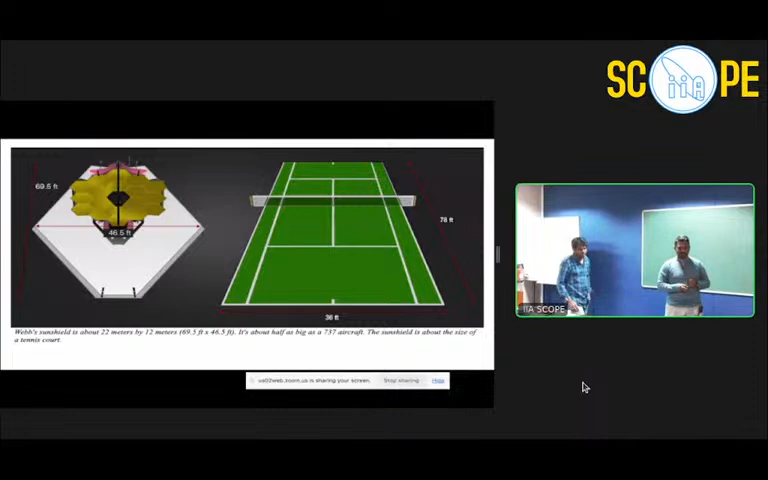 SC iiA PE
69.5 ft
46.5 ft
78 ft
36 ft
Webb's sunshield is about 22 meters by 12 meters (69.5 ft x 46.5 ft). It's about half as big as a 737 aircraft. The sunshield is about the size of
a tennis court.
IIA SCOPE
us02web.zoom.us is sharing your screen.
Stop sharing
Hide